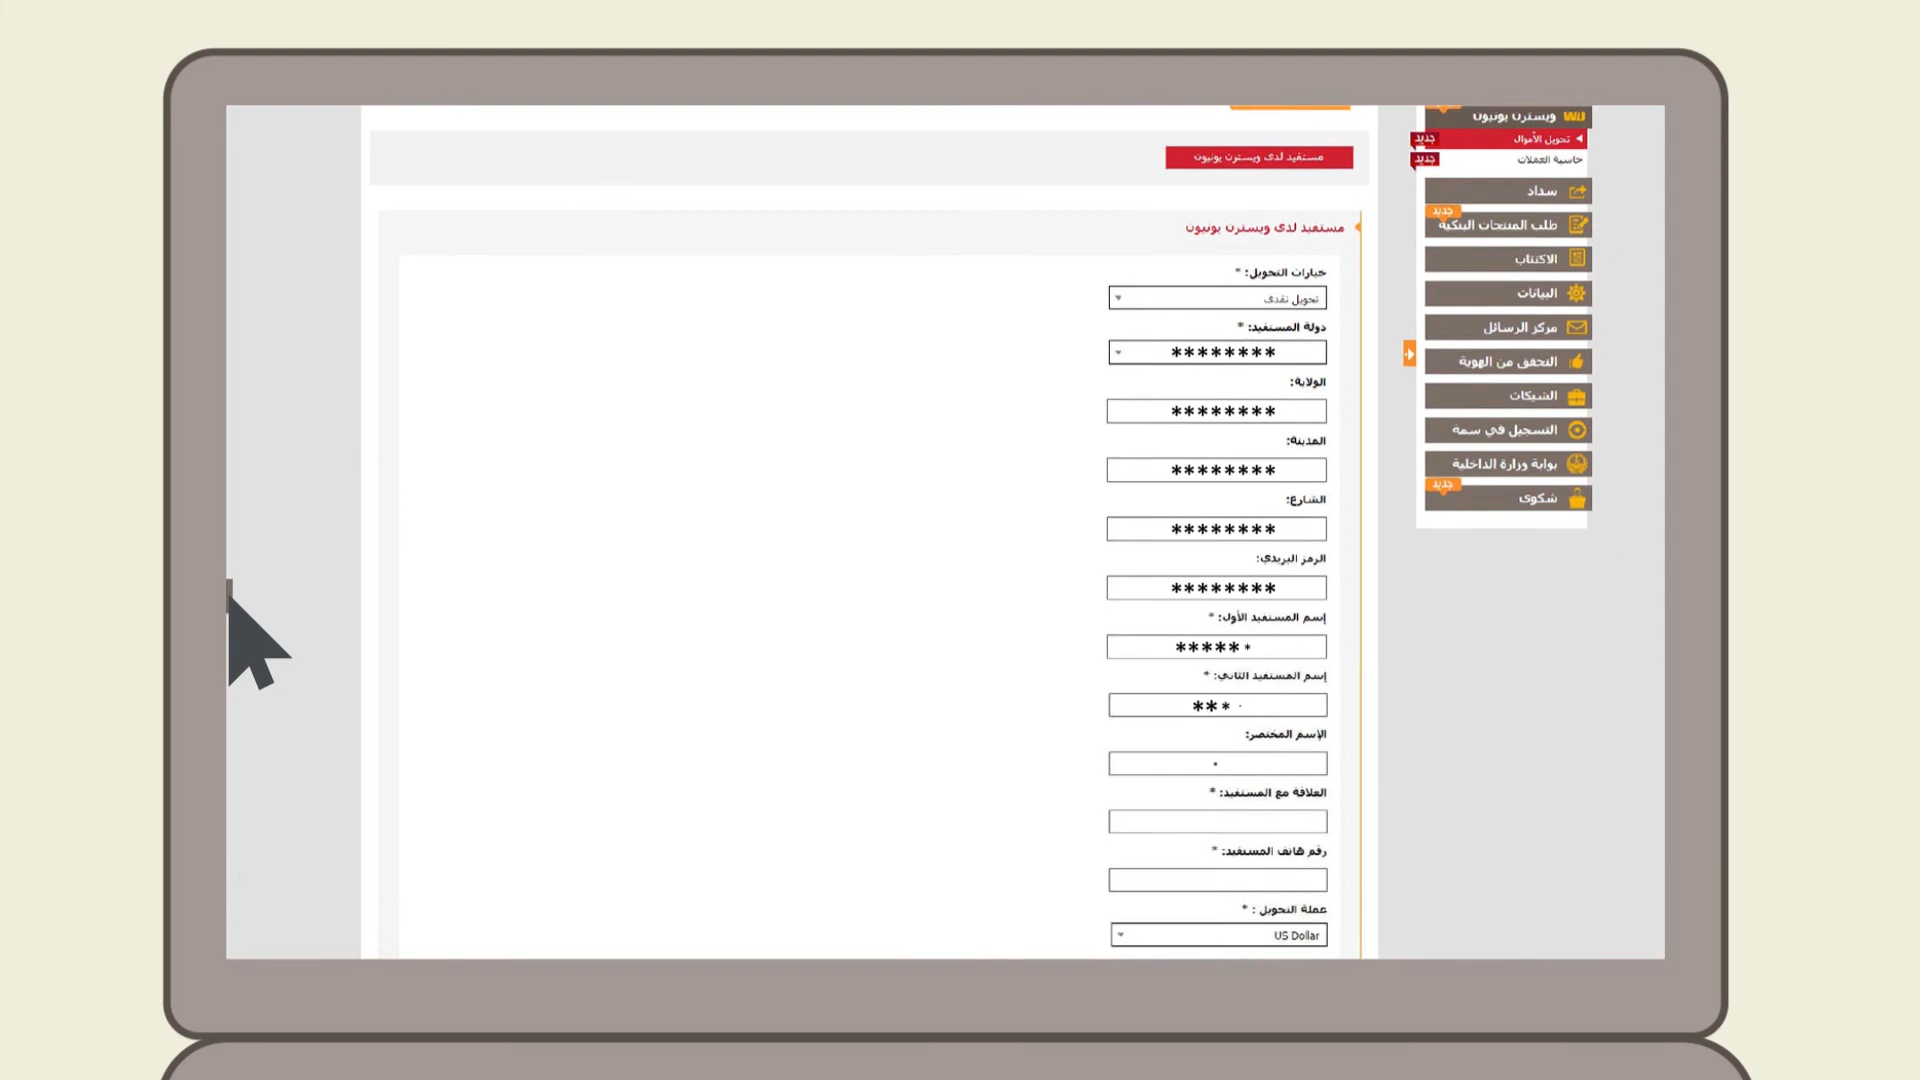 WU ويسترن يونيون
تحويل الأموال
جديد
حاسبة العملات
جديد
سداد
طلب المنتجات البنكية
جديد
الاكتتاب
البيانات
مركز الرسائل
التحقق من الهوية
الشيكات
التسجيل في سمة
بوابة وزارة الداخلية
شكوى
جديد
مستفيد لدى ويسترن يونيون
مستفيد لدى ويسترن يونيون
خيارات التحويل: *
تحويل نقدي
دولة المستفيد: *
********
الولاية:
********
المدينة:
********
الشارع:
********
الرمز البريدي:
********
إسم المستفيد الأول: *
******
إسم المستفيد الثاني: *
***
الإسم المختصر:
العلاقة مع المستفيد: *
رقم هاتف المستفيد: *
عملة التحويل : *
US Dollar